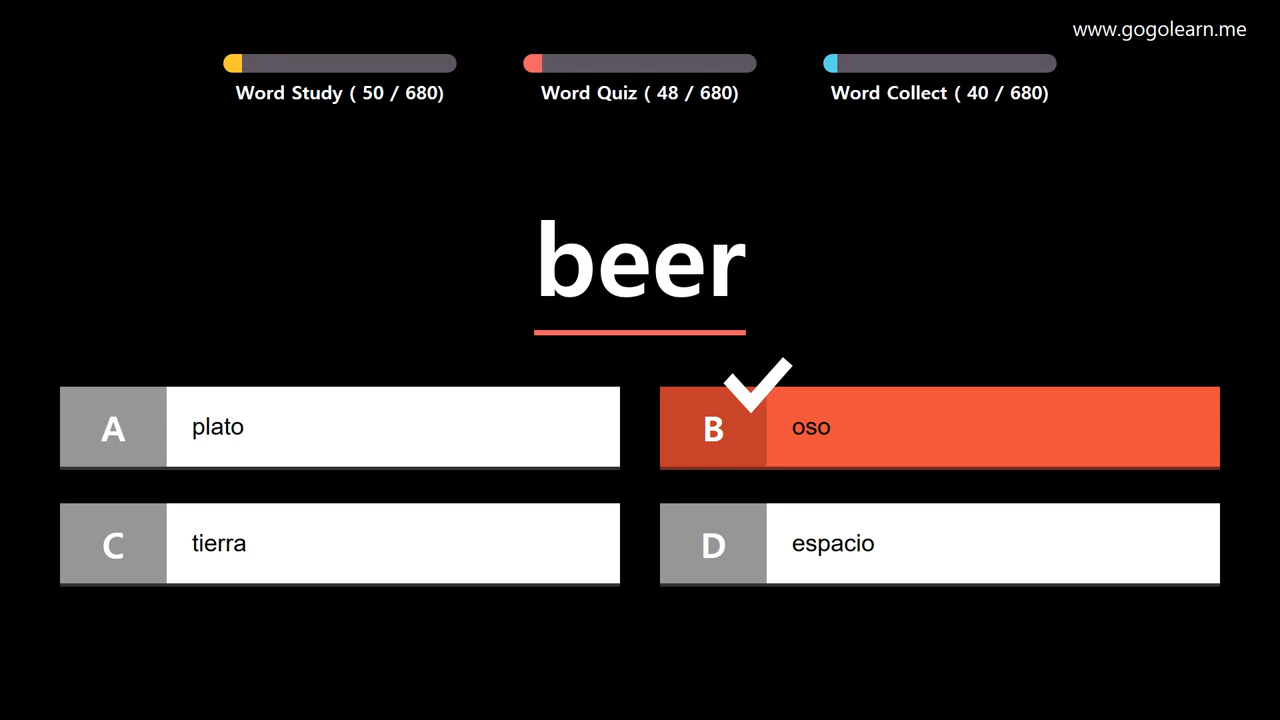 www.gogolearn.me
Word Study ( 50 / 680)
Word Quiz ( 48 / 680)
Word Collect ( 40 / 680)
beer
A plato
B oso
C tierra
D espacio